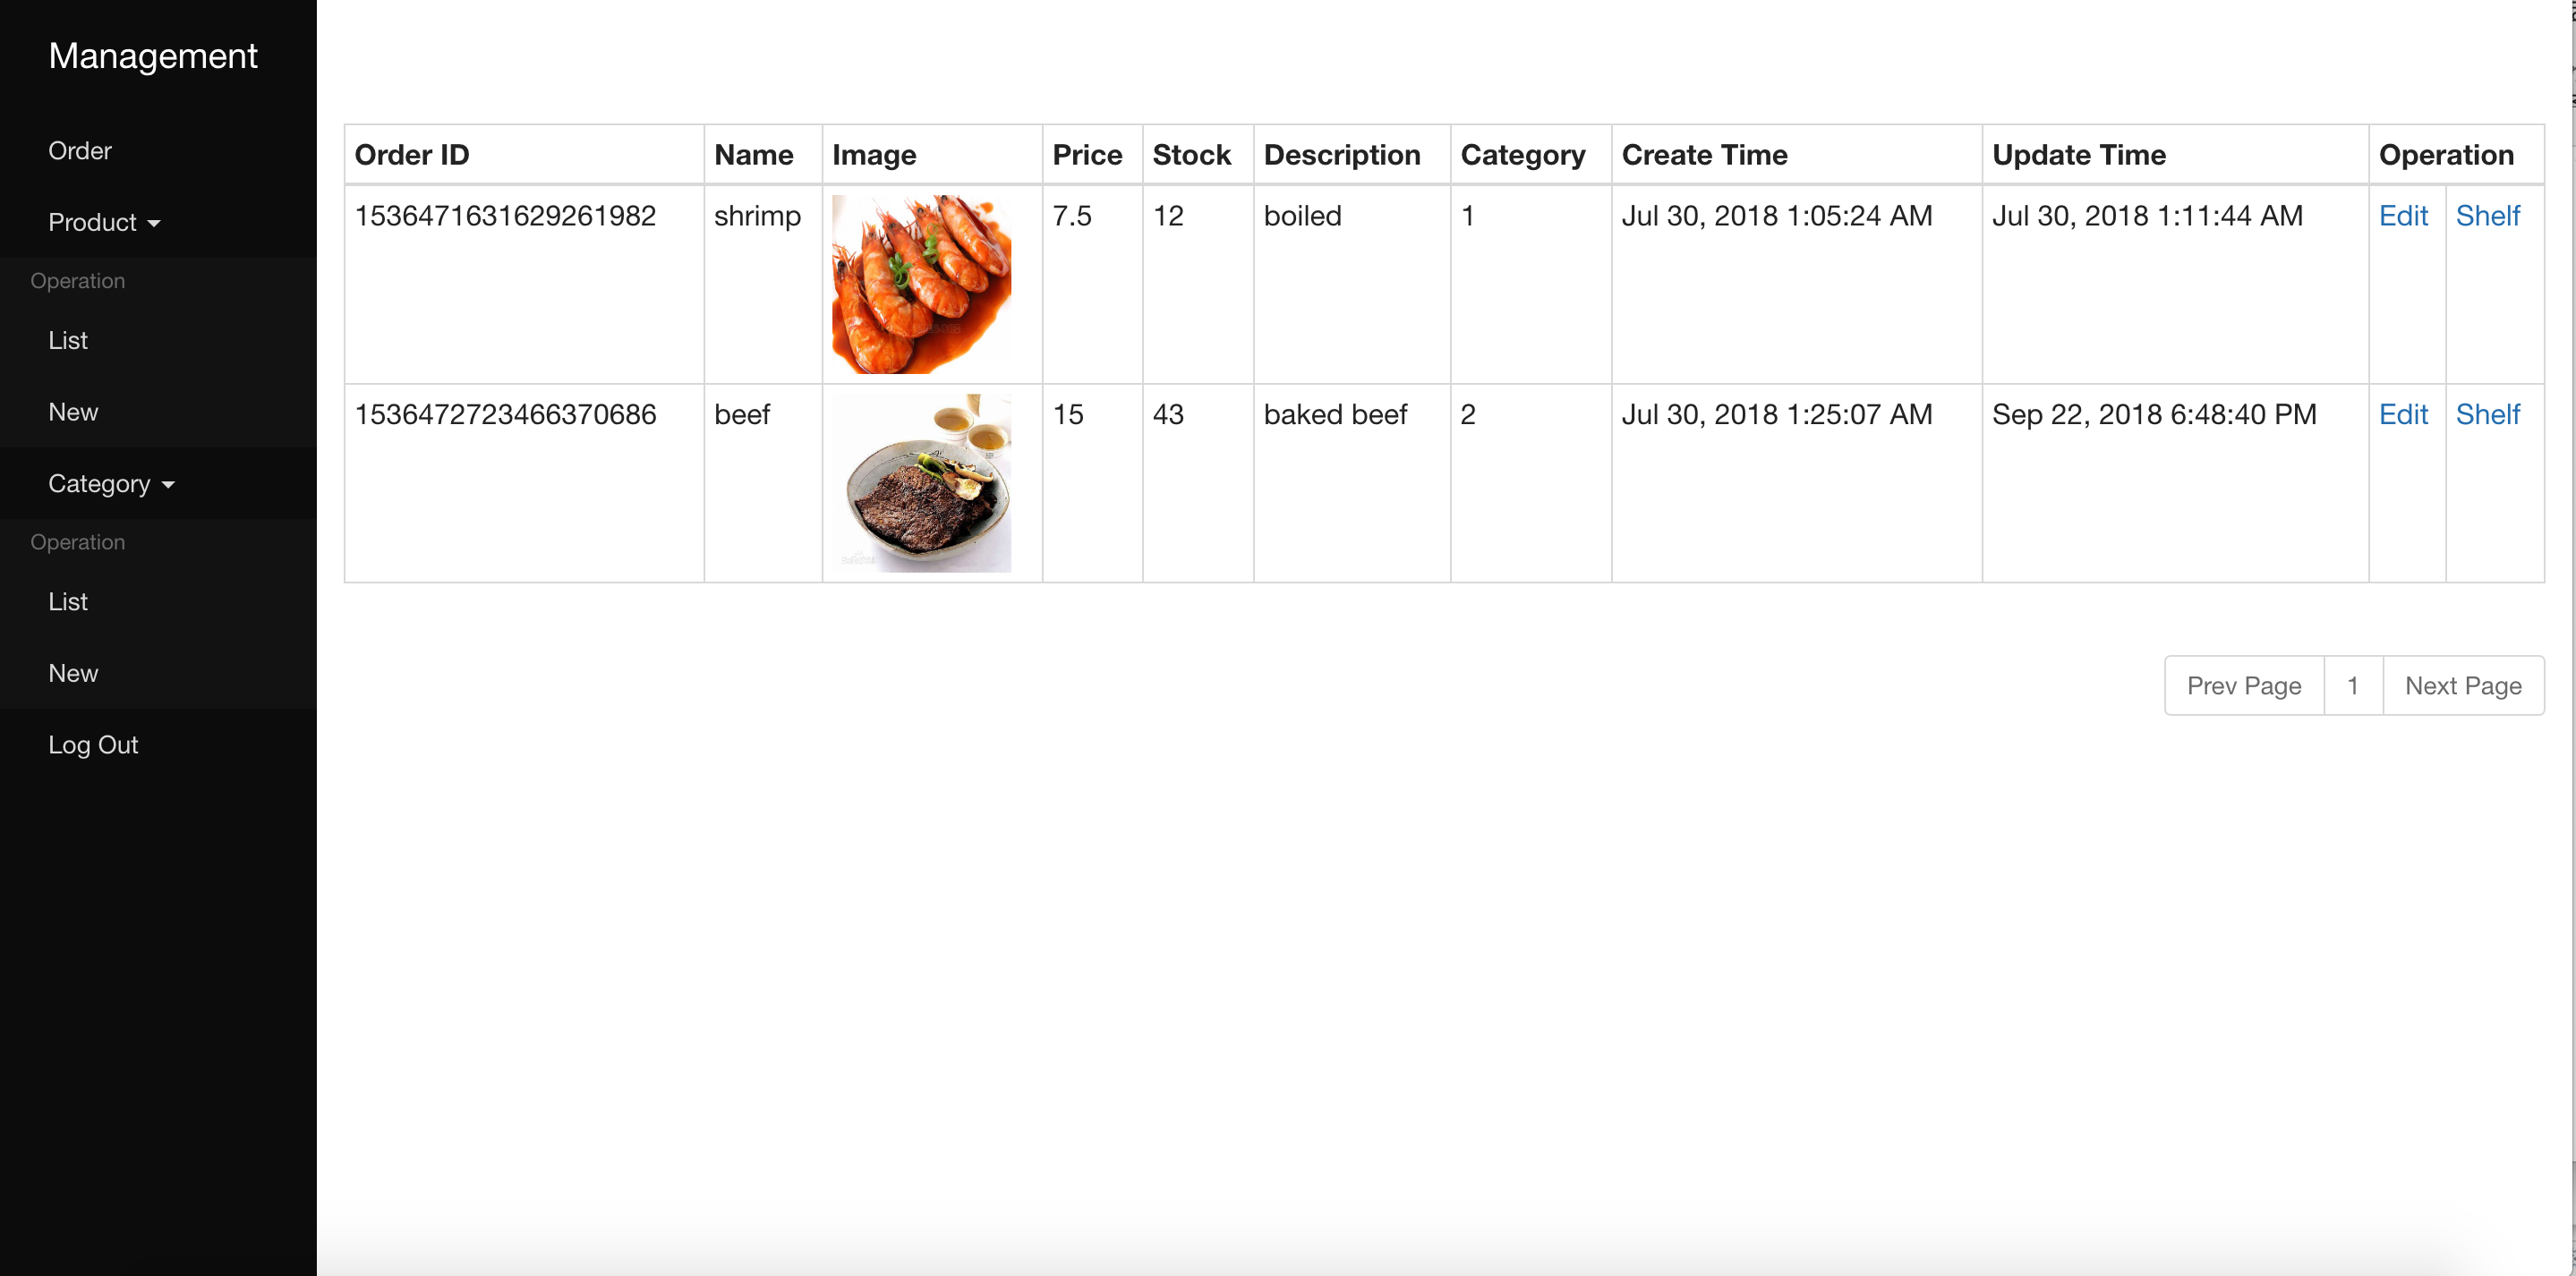 Management
Order
Product
Operation
List
New
Category
Operation
List
New
Log Out
Order ID Name Image Price Stock Description Category Create Time Update Time Operation
1536471631629261982 shrimp 7.5 12 boiled 1 Jul 30, 2018 1:05:24 AM Jul 30, 2018 1:11:44 AM Edit Shelf
1536472723466370686 beef 15 43 baked beef 2 Jul 30, 2018 1:25:07 AM Sep 22, 2018 6:48:40 PM Edit Shelf
Prev Page 1 Next Page